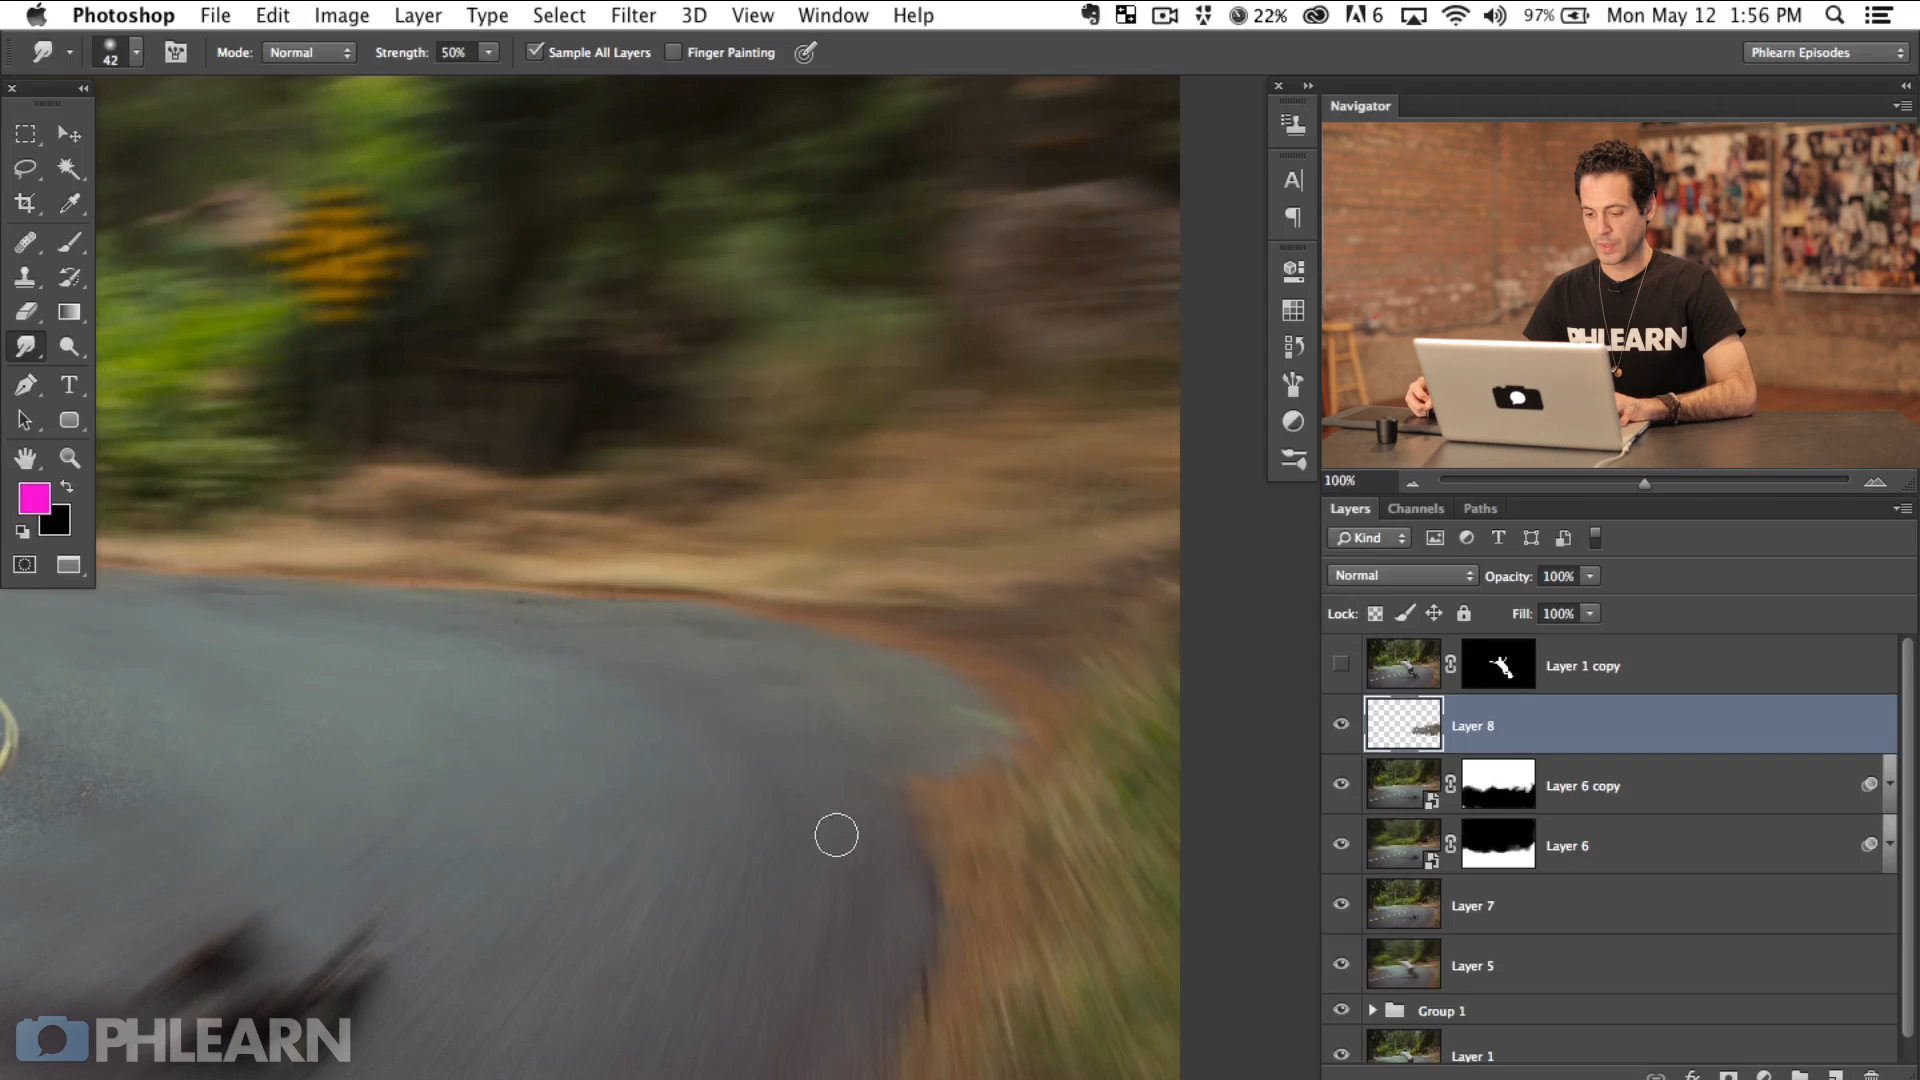 Photoshop File Edit Image Layer Type Select Filter 3D View Window Help 22% 6 97% Mon May 12 1:56 PM
42 Mode: Normal Strength: 50% Sample All Layers Finger Painting Phlearn Episodes
Navigator
PHLEARN
100%
Layers Channels Paths
Kind
Normal Opacity: 100%
Lock: Fill: 100%
Layer 1 copy
Layer 8
Layer 6 copy
Layer 6
Layer 7
Layer 5
Group 1
Layer 1
PHLEARN